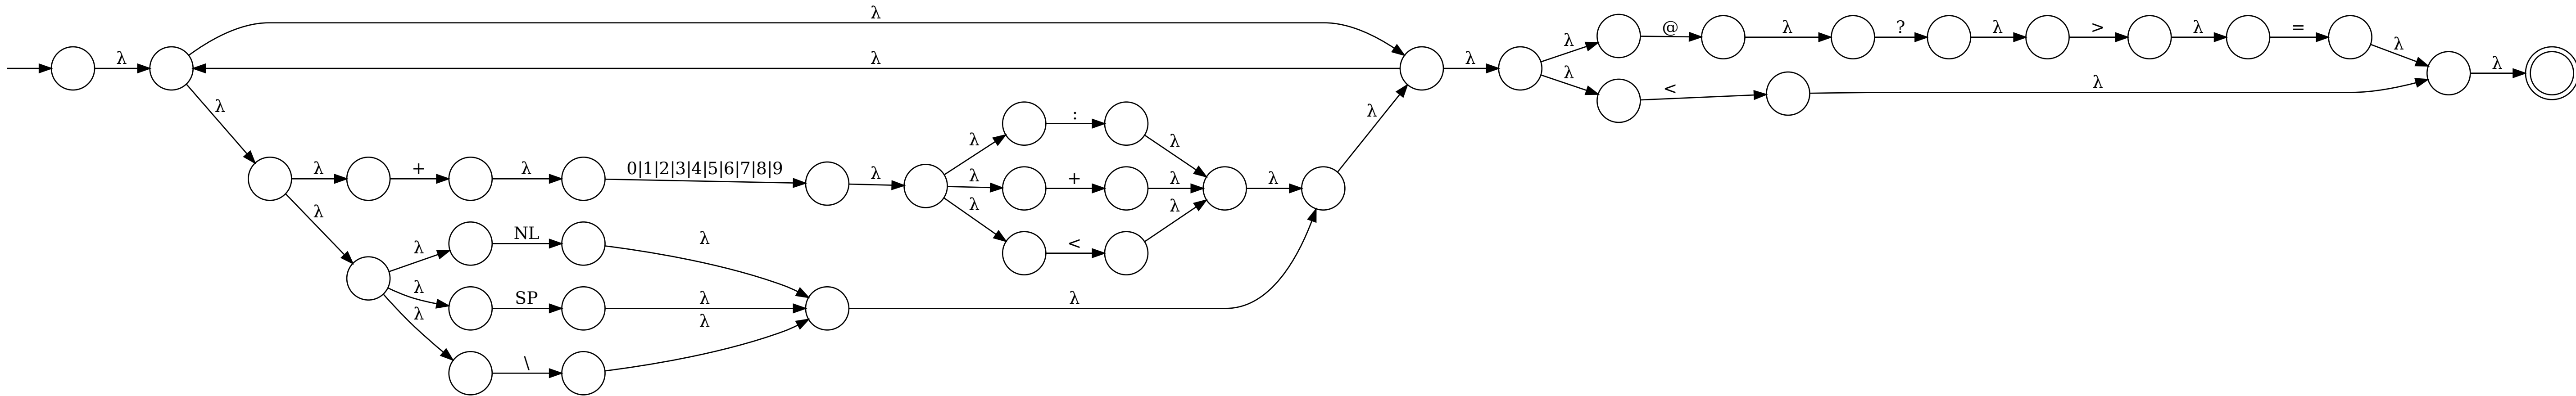 λ λ @ λ ? λ > λ =
λ λ λ λ λ λ
λ < λ
λ : λ λ
λ + λ 0|1|2|3|4|5|6|7|8|9 λ λ + λ λ
λ λ < λ
λ NL λ
λ SP λ λ
λ \ λ